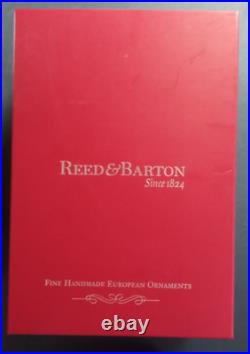 REED & BARTON
Since 1824
FINE HANDMADE EUROPEAN ORNAMENTS